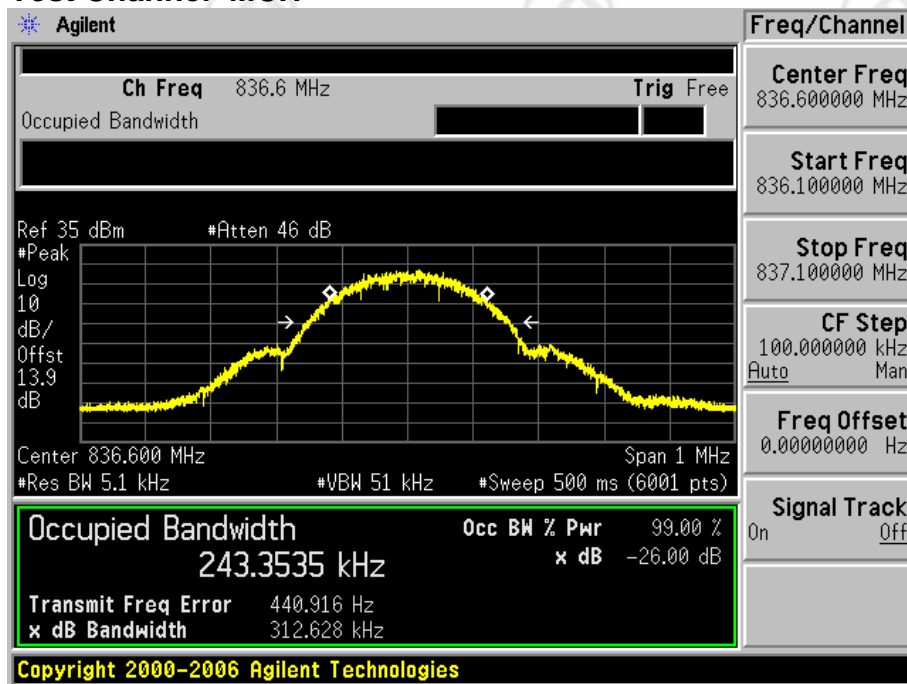 Agilent
Freq/Channel
Ch Freq 836.6 MHz Trig Free
Occupied Bandwidth
Center Freq
836.600000 MHz
Start Freq
836.100000 MHz
Stop Freq
837.100000 MHz
CF Step
100.000000 kHz
Auto Man
Freq Offset
0.00000000 Hz
Signal Track
On Off
Ref 35 dBm #Atten 46 dB
#Peak
Log
10
dB/
Offst
13.9
dB
Center 836.600 MHz Span 1 MHz
#Res BW 5.1 kHz #VBW 51 kHz #Sweep 500 ms (6001 pts)
Occupied Bandwidth Occ BW % Pwr 99.00 %
243.3535 kHz x dB -26.00 dB
Transmit Freq Error 440.916 Hz
x dB Bandwidth 312.628 kHz
Copyright 2000-2006 Agilent Technologies